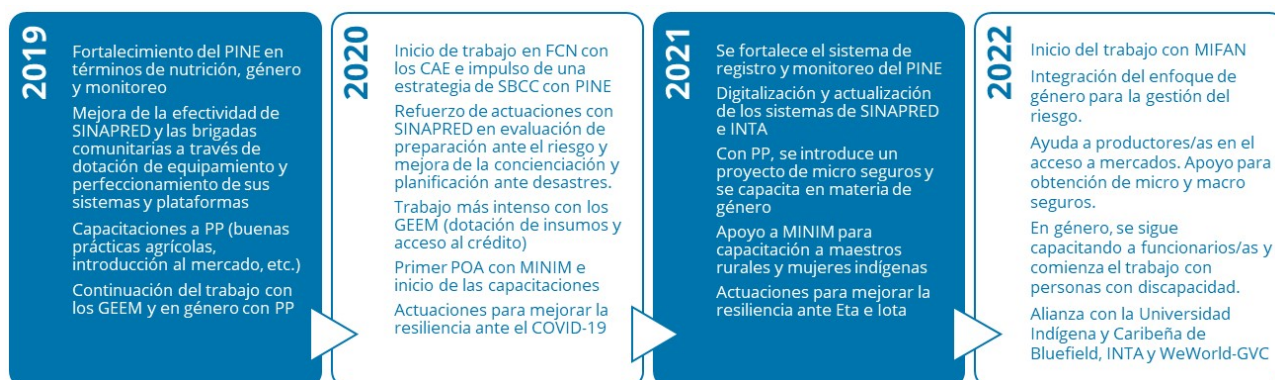 2019
Fortalecimiento del PINE en
términos de nutrición, género
y monitoreo
Mejora de la efectividad de
SINAPRED y las brigadas
comunitarias a través de
dotación de equipamiento y
perfeccionamiento de sus
sistemas y plataformas
Capacitaciones a PP (buenas
prácticas agrícolas,
introducción al mercado, etc.)
Continuación del trabajo con
los GEEM y en género con PP
2020
Inicio de trabajo en FCN con
los CAE e impulso de una
estrategia de SBCC con PINE
Refuerzo de actuaciones con
SINAPRED en evaluación de
preparación ante el riesgo y
mejora de la concienciación y
planificación ante desastres.
Trabajo más intenso con los
GEEM (dotación de insumos y
acceso al crédito)
Primer POA con MINIM e
inicio de las capacitaciones
Actuaciones para mejorar la
resiliencia ante el COVID-19
2021
Se fortalece el sistema de
registro y monitoreo del PINE
Digitalización y actualización
de los sistemas de SINAPRED
e INTA
Con PP, se introduce un
proyecto de micro seguros y
se capacita en materia de
género
Apoyo a MINIM para
capacitación a maestros
rurales y mujeres indígenas
Actuaciones para mejorar la
resiliencia ante Eta e Iota
2022
Inicio del trabajo con MIFAN
Integración del enfoque de
género para la gestión del
riesgo.
Ayuda a productores/as en el
acceso a mercados. Apoyo para
obtención de micro y macro
seguros.
En género, se sigue
capacitando a funcionarios/as y
comienza el trabajo con
personas con discapacidad.
Alianza con la Universidad
Indígena y Caribeña de
Bluefield, INTA y WeWorld-GVC